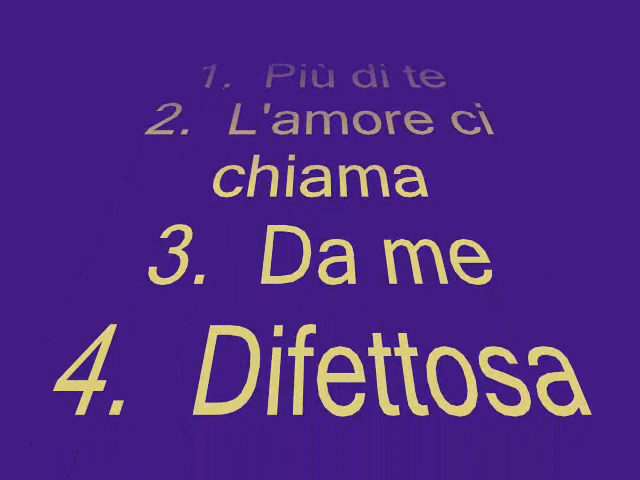 1. Più di te
2. L'amore ci
chiama
3. Da me
4. Difettosa